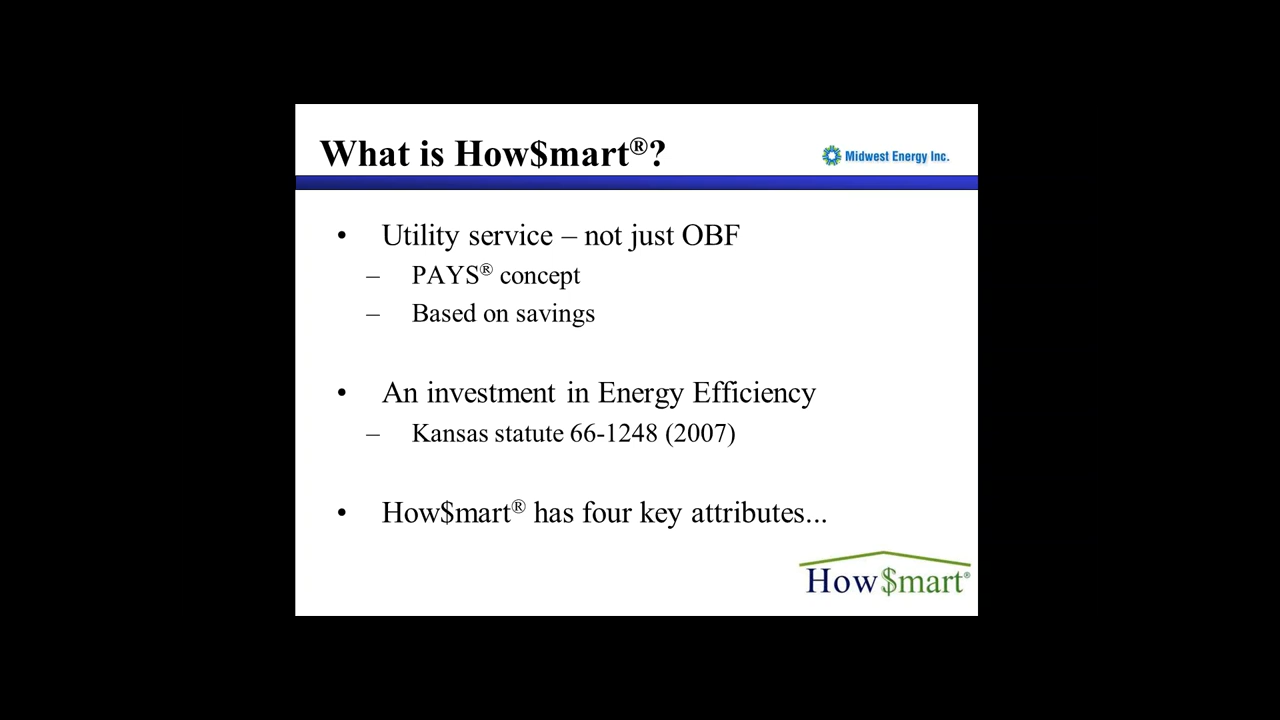 What is How$mart®?
Midwest Energy Inc.
• Utility service – not just OBF
– PAYS® concept
– Based on savings
• An investment in Energy Efficiency
– Kansas statute 66-1248 (2007)
• How$mart® has four key attributes...
How$mart®